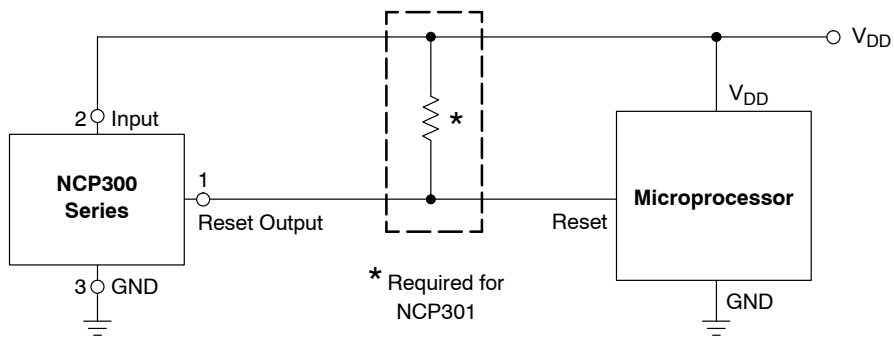 V_DD
V_DD
2 Input
*
NCP300
Series
1
Reset Output
Reset
Microprocessor
3 GND
* Required for
NCP301
GND